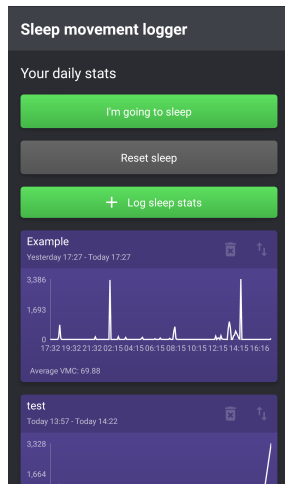 Sleep movement logger
Your daily stats
I'm going to sleep
Reset sleep
+ Log sleep stats
Example
Yesterday 17:27 - Today 17:27
3,386
1,693
0
17:32 19:32 21:32 02:15 04:15 06:15 08:15 10:15 12:15 14:15 16:16
Average VMC: 69.88
test
Today 13:57 - Today 14:22
3,328
1,664